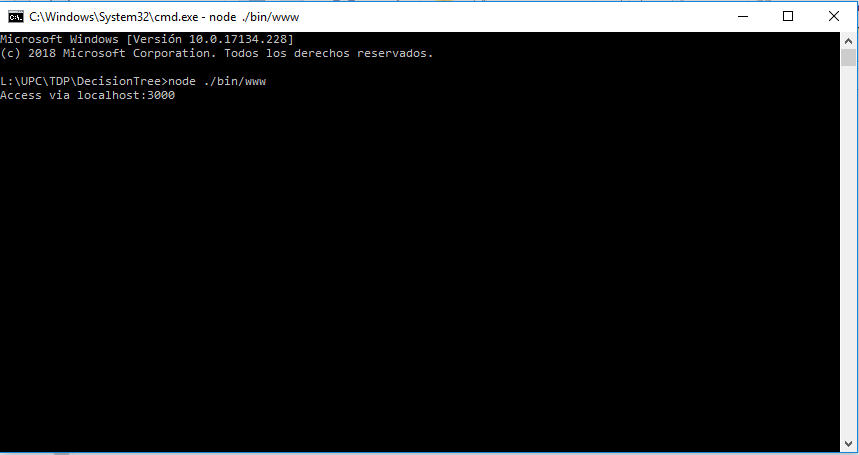 C:\Windows\System32\cmd.exe - node ./bin/www
Microsoft Windows [Versión 10.0.17134.228]
(c) 2018 Microsoft Corporation. Todos los derechos reservados.
L:\UPC\TDP\DecisionTree>node ./bin/www
Access via localhost:3000